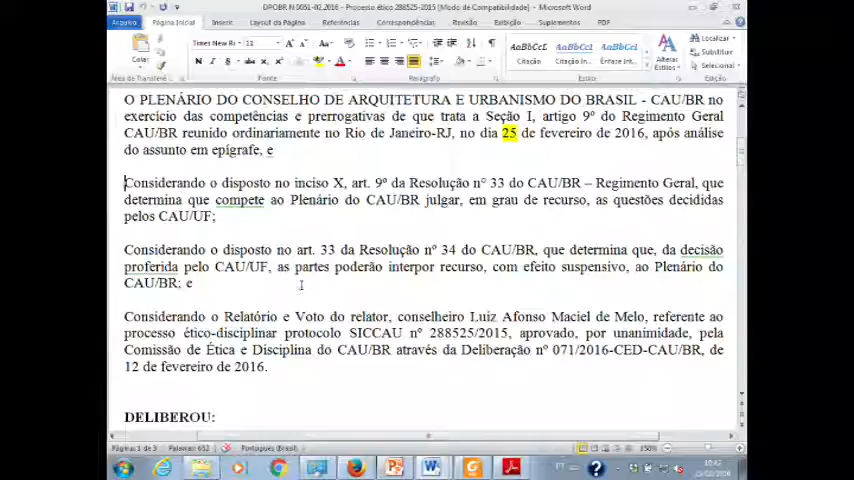 DPOBR N 0051-02.2016 - Processo ético 288525-2015 [Modo de Compatibilidade] - Microsoft Word
Arquivo Página Inicial Inserir Layout da Página Referências Correspondências Revisão Exibição Suplementos PDF
Colar
Times New Ro 11
N I S
AaBbCcL AaBbCcI AaBbCcI
Citação Citação In... Ênfase Int...
Alterar Estilos
Localizar
Substituir
Selecionar
Área de Transferê... Fonte Parágrafo Estilo Edição
O PLENÁRIO DO CONSELHO DE ARQUITETURA E URBANISMO DO BRASIL - CAU/BR no
exercício das competências e prerrogativas de que trata a Seção I, artigo 9º do Regimento Geral
CAU/BR reunido ordinariamente no Rio de Janeiro-RJ, no dia 25 de fevereiro de 2016, após análise
do assunto em epígrafe, e
Considerando o disposto no inciso X, art. 9º da Resolução n° 33 do CAU/BR – Regimento Geral, que
determina que compete ao Plenário do CAU/BR julgar, em grau de recurso, as questões decididas
pelos CAU/UF;
Considerando o disposto no art. 33 da Resolução nº 34 do CAU/BR, que determina que, da decisão
proferida pelo CAU/UF, as partes poderão interpor recurso, com efeito suspensivo, ao Plenário do
CAU/BR; e
Considerando o Relatório e Voto do relator, conselheiro Luiz Afonso Maciel de Melo, referente ao
processo ético-disciplinar protocolo SICCAU nº 288525/2015, aprovado, por unanimidade, pela
Comissão de Ética e Disciplina do CAU/BR através da Deliberação nº 071/2016-CED-CAU/BR, de
12 de fevereiro de 2016.
DELIBEROU:
Página: 1 de 3 Palavras: 652 Português (Brasil) 150%
PT 10:42